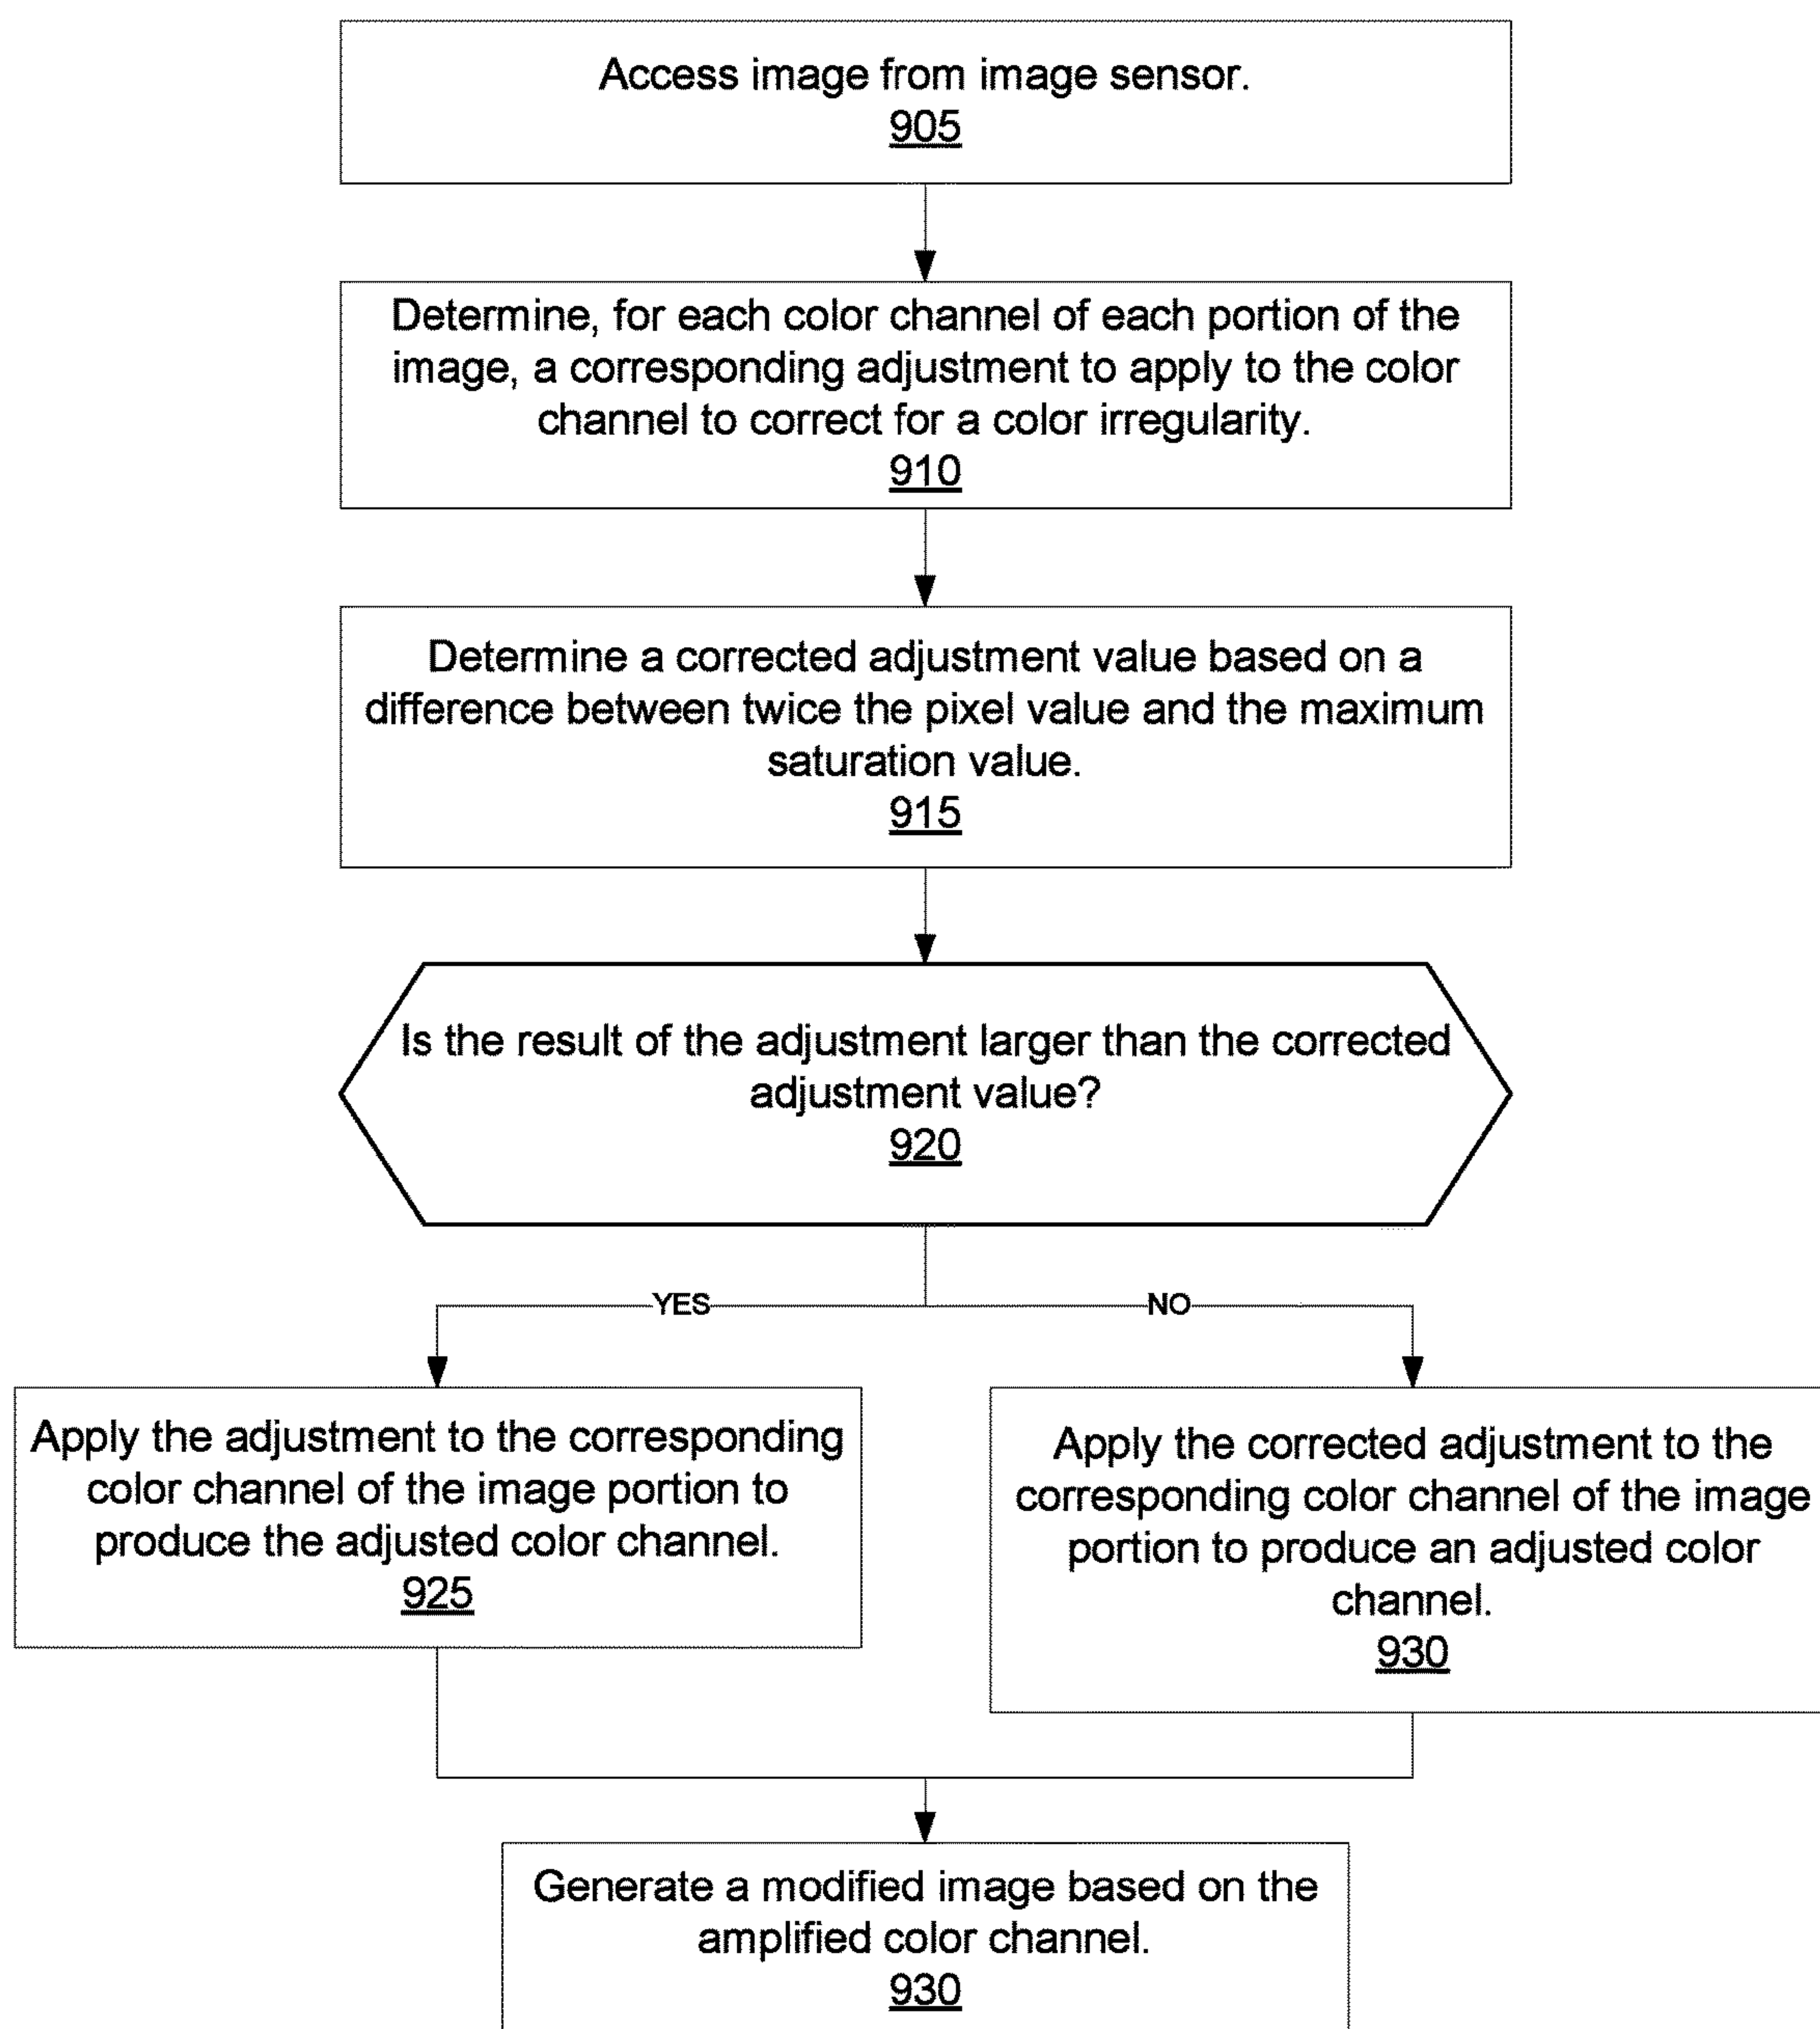 Access image from image sensor.
905
Determine, for each color channel of each portion of the
image, a corresponding adjustment to apply to the color
channel to correct for a color irregularity.
910
Determine a corrected adjustment value based on a
difference between twice the pixel value and the maximum
saturation value.
915
Is the result of the adjustment larger than the corrected
adjustment value?
920
YES
NO
Apply the adjustment to the corresponding
color channel of the image portion to
produce the adjusted color channel.
925
Apply the corrected adjustment to the
corresponding color channel of the image
portion to produce an adjusted color
channel.
930
Generate a modified image based on the
amplified color channel.
930